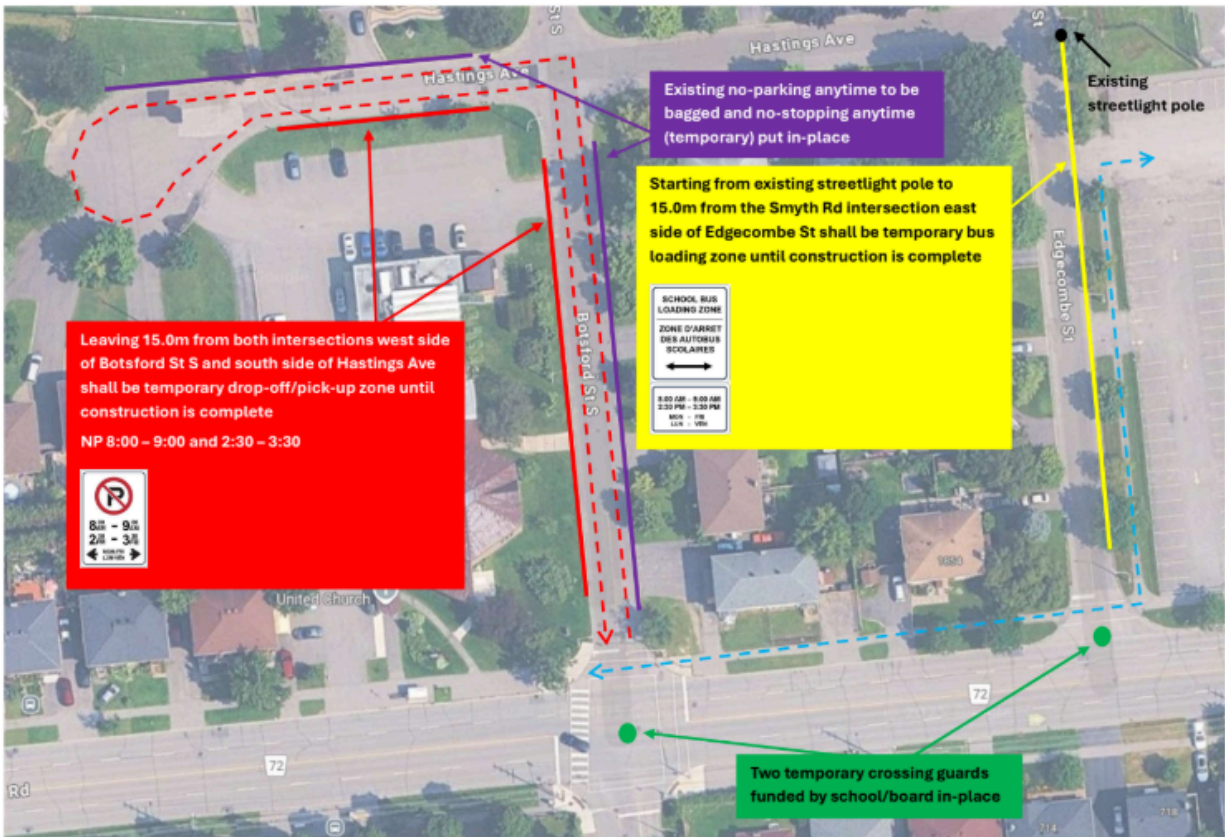 St S
Hastings Ave
Hastings Ave
St
Existing
streetlight pole
Existing no-parking anytime to be
bagged and no-stopping anytime
(temporary) put in-place
Starting from existing streetlight pole to
15.0m from the Smyth Rd intersection east
side of Edgecombe St shall be temporary bus
loading zone until construction is complete
SCHOOL BUS
LOADING ZONE
ZONE D'ARRET
DES AUTOBUS
SCOLAIRES
8:00 AM – 9:00 AM
2:30 PM – 3:30 PM
MON - FRI
LUN - VEN
Edgecombe St
Botsford St S
Leaving 15.0m from both intersections west side
of Botsford St S and south side of Hastings Ave
shall be temporary drop-off/pick-up zone until
construction is complete
NP 8:00 – 9:00 and 2:30 – 3:30
P
United Church
1654
72
72
Rd
Two temporary crossing guards
funded by school/board in-place
714
718